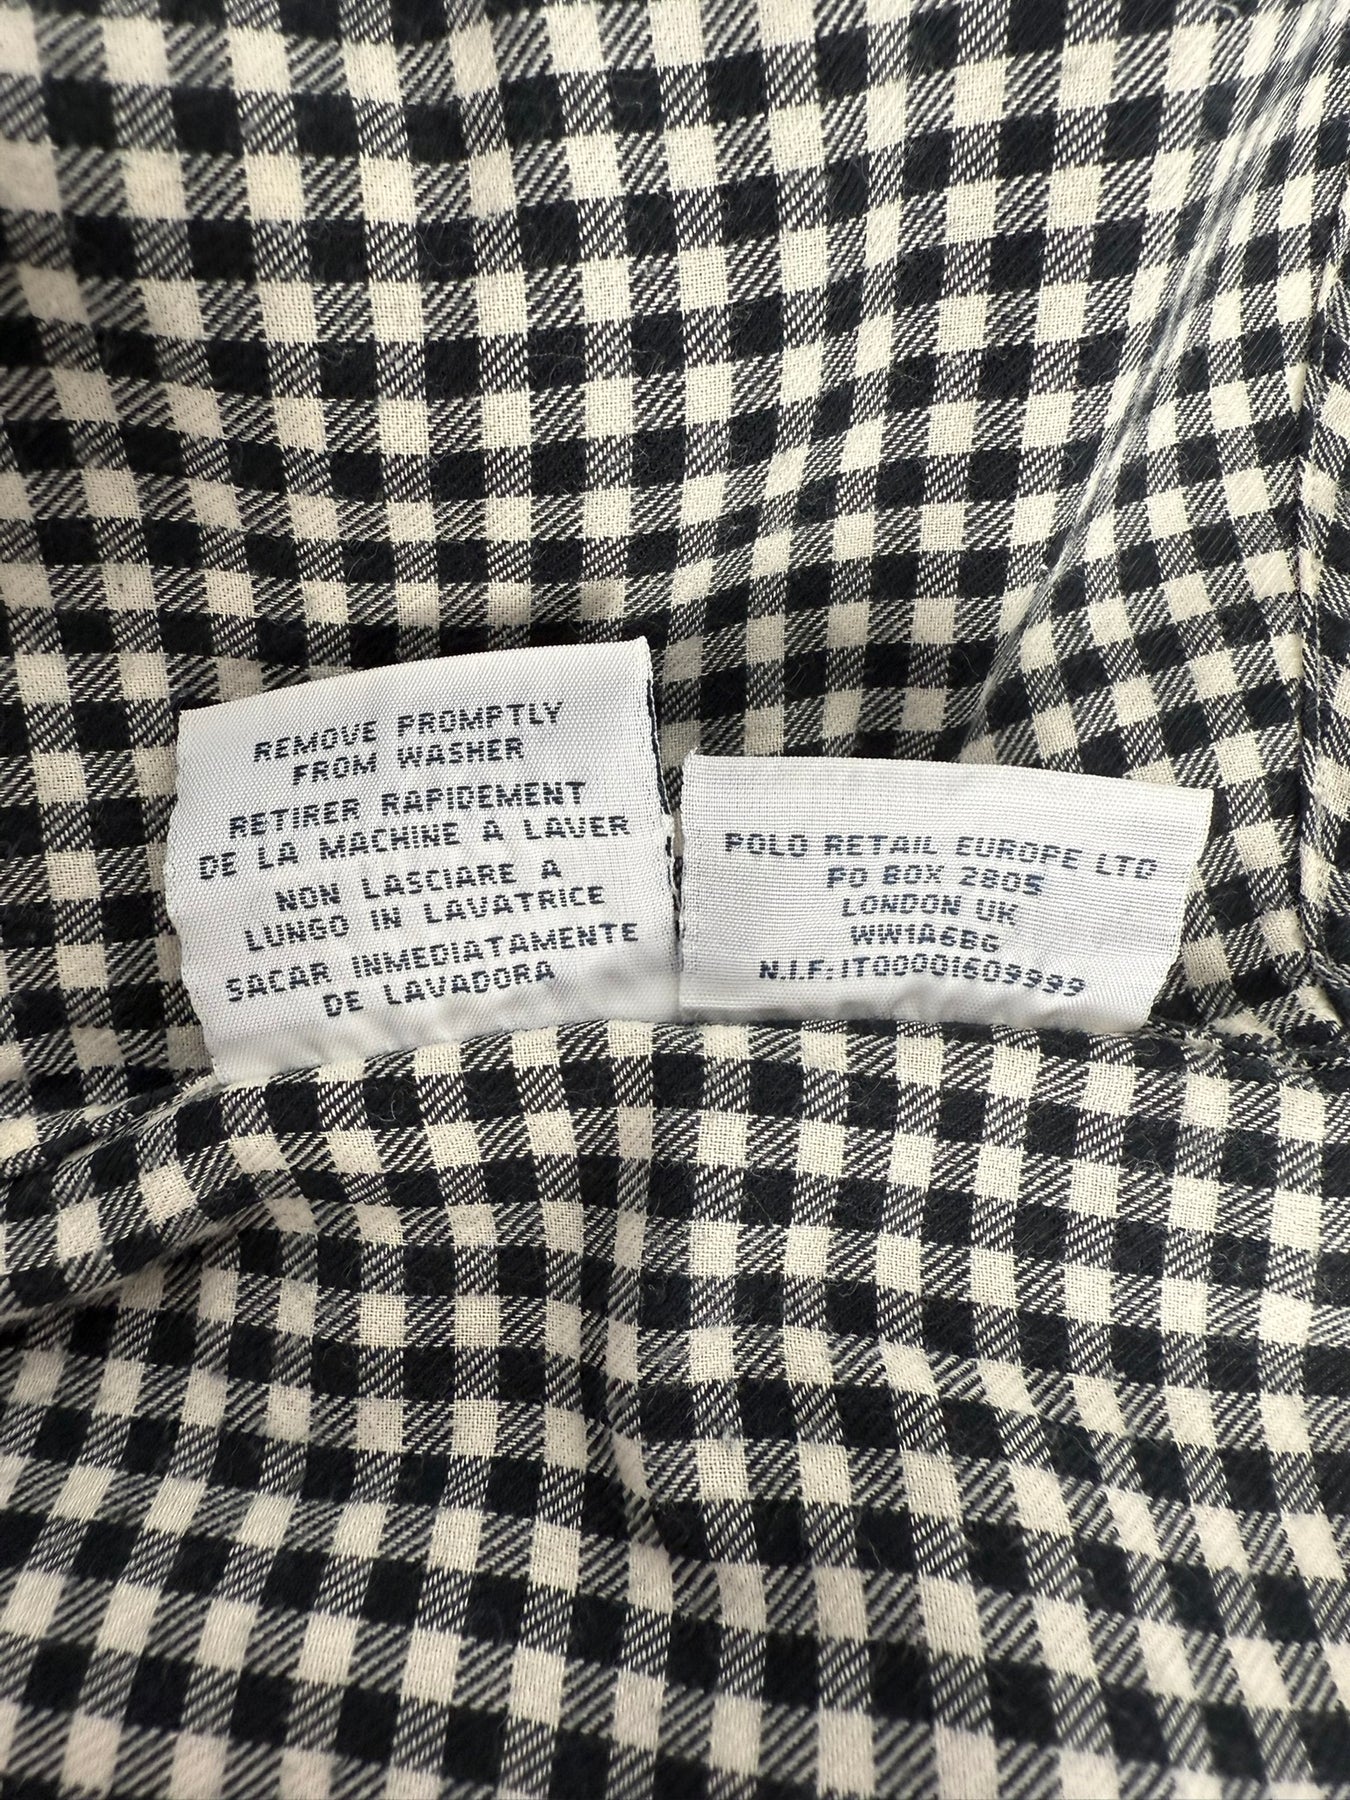 REMOVE PROMPTLY
FROM WASHER
RETIRER RAPIDEMENT
DE LA MACHINE A LAVER
NON LASCIARE A
LUNGO IN LAVATRICE
SACAR INMEDIATAMENTE
DE LAVADORA
POLO RETAIL EUROPE LTD
PO BOX 2805
LONDON UK
WW1A6BG
N.I.F: IT00001609999